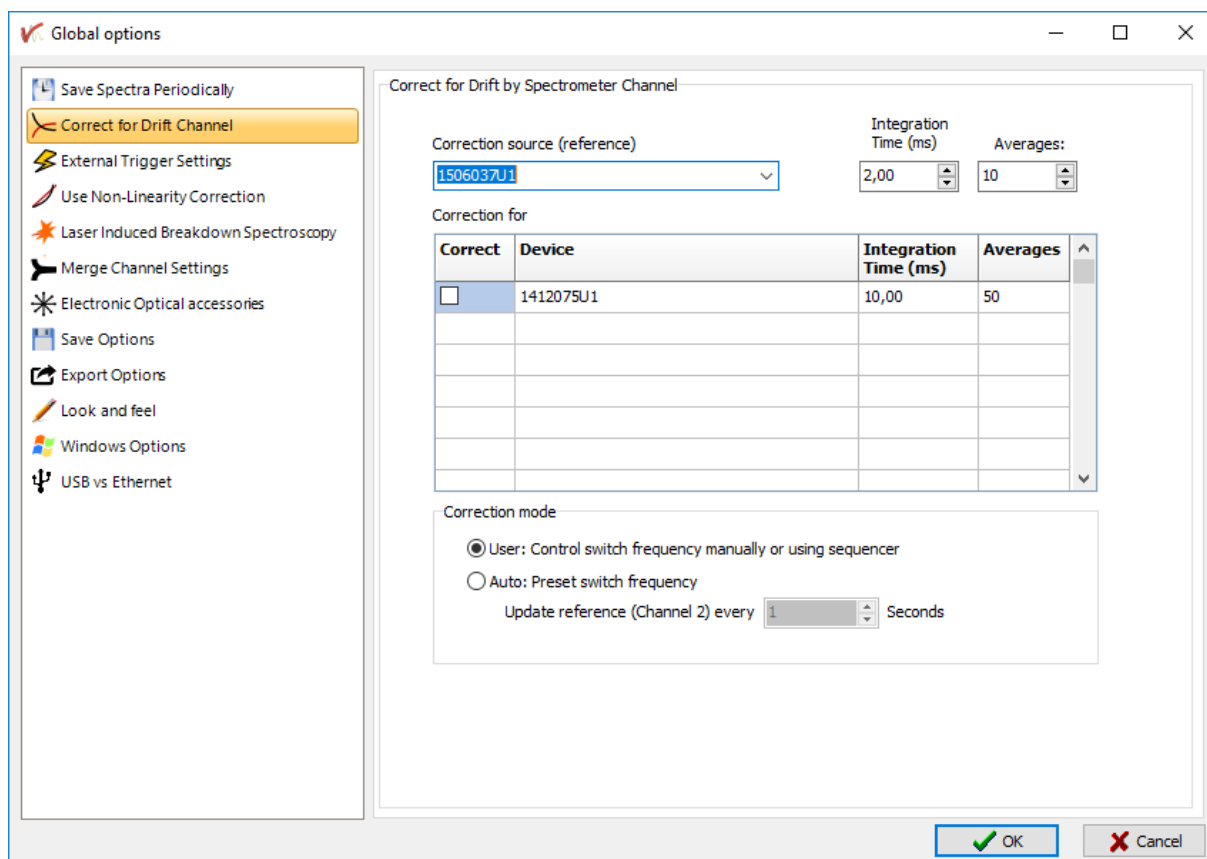 Global options
Save Spectra Periodically
Correct for Drift Channel
External Trigger Settings
Use Non-Linearity Correction
Laser Induced Breakdown Spectroscopy
Merge Channel Settings
Electronic Optical accessories
Save Options
Export Options
Look and feel
Windows Options
USB vs Ethernet
Correct for Drift by Spectrometer Channel
Correction source (reference)
Integration
Time (ms)
Averages:
1506037U1
2,00
10
Correction for
Correct Device Integration Time (ms) Averages
1412075U1 10,00 50
Correction mode
User: Control switch frequency manually or using sequencer
Auto: Preset switch frequency
Update reference (Channel 2) every 1 Seconds
OK Cancel